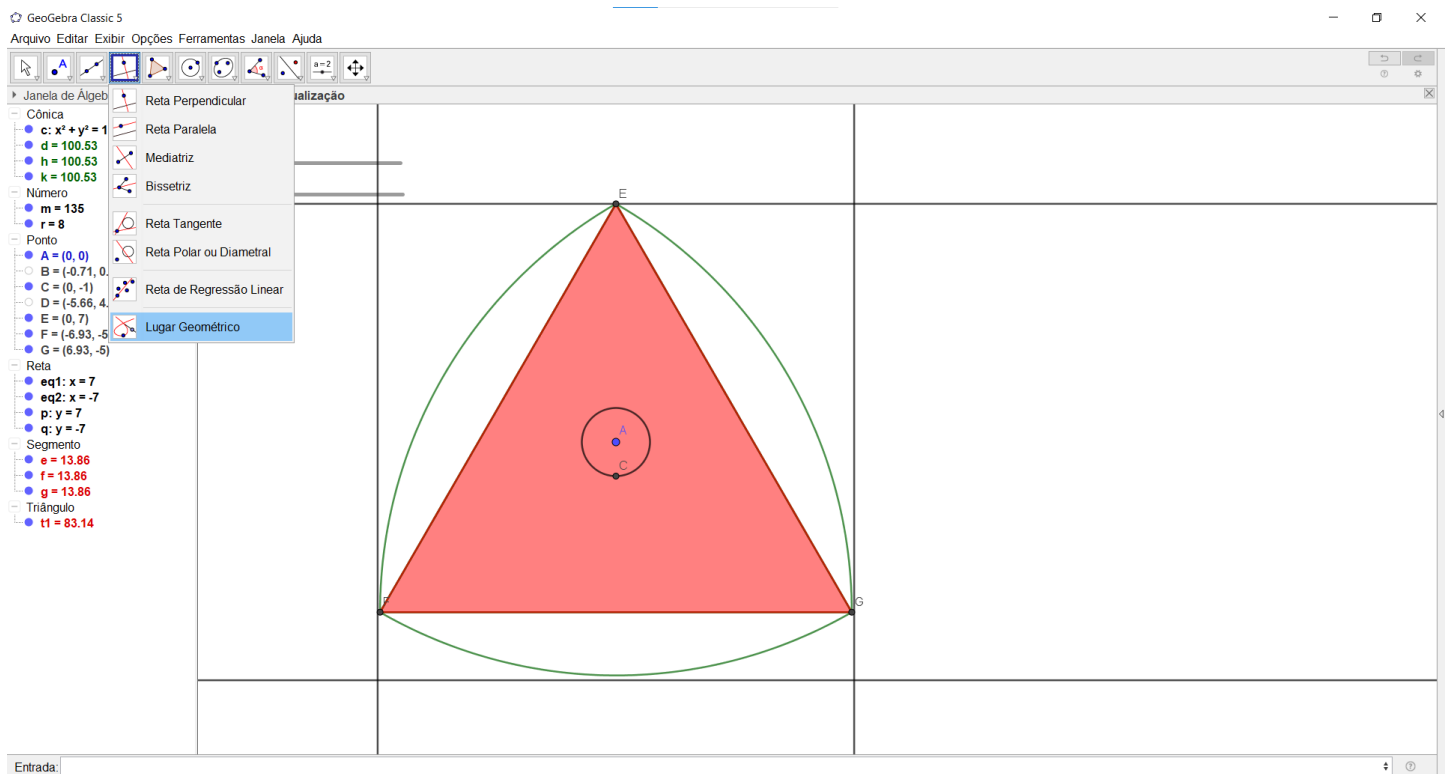 GeoGebra Classic 5
Arquivo Editar Exibir Opções Ferramentas Janela Ajuda
a=2
Janela de Álgeb
ualização
Reta Perpendicular
Reta Paralela
Mediatriz
Bissetriz
Reta Tangente
Reta Polar ou Diametral
Reta de Regressão Linear
Lugar Geométrico
Cônica
c: x² + y² = 1
d = 100.53
h = 100.53
k = 100.53
Número
m = 135
r = 8
Ponto
A = (0, 0)
B = (-0.71, 0.
C = (0, -1)
D = (-5.66, 4.
E = (0, 7)
F = (-6.93, -5
G = (6.93, -5)
Reta
eq1: x = 7
eq2: x = -7
p: y = 7
q: y = -7
Segmento
e = 13.86
f = 13.86
g = 13.86
Triângulo
t1 = 83.14
E
A
C
F
G
Entrada: